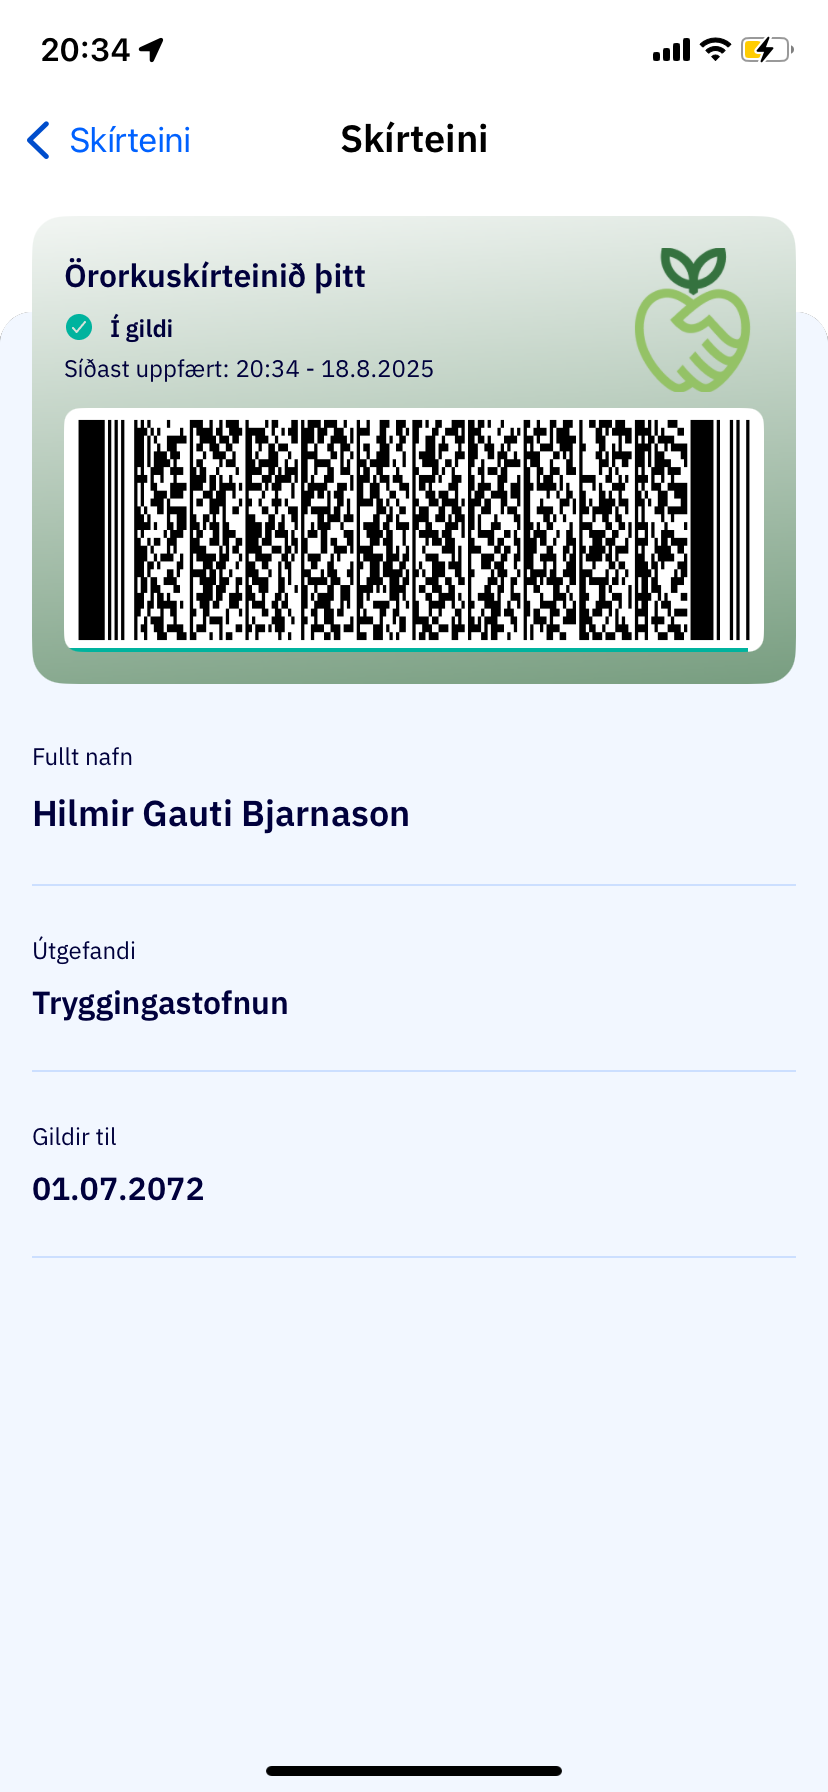 20:34
Skírteini
Skírteini
Örorkuskírteinið þitt
Í gildi
Síðast uppfært: 20:34 - 18.8.2025
Fullt nafn
Hilmir Gauti Bjarnason
Útgefandi
Tryggingastofnun
Gildir til
01.07.2072